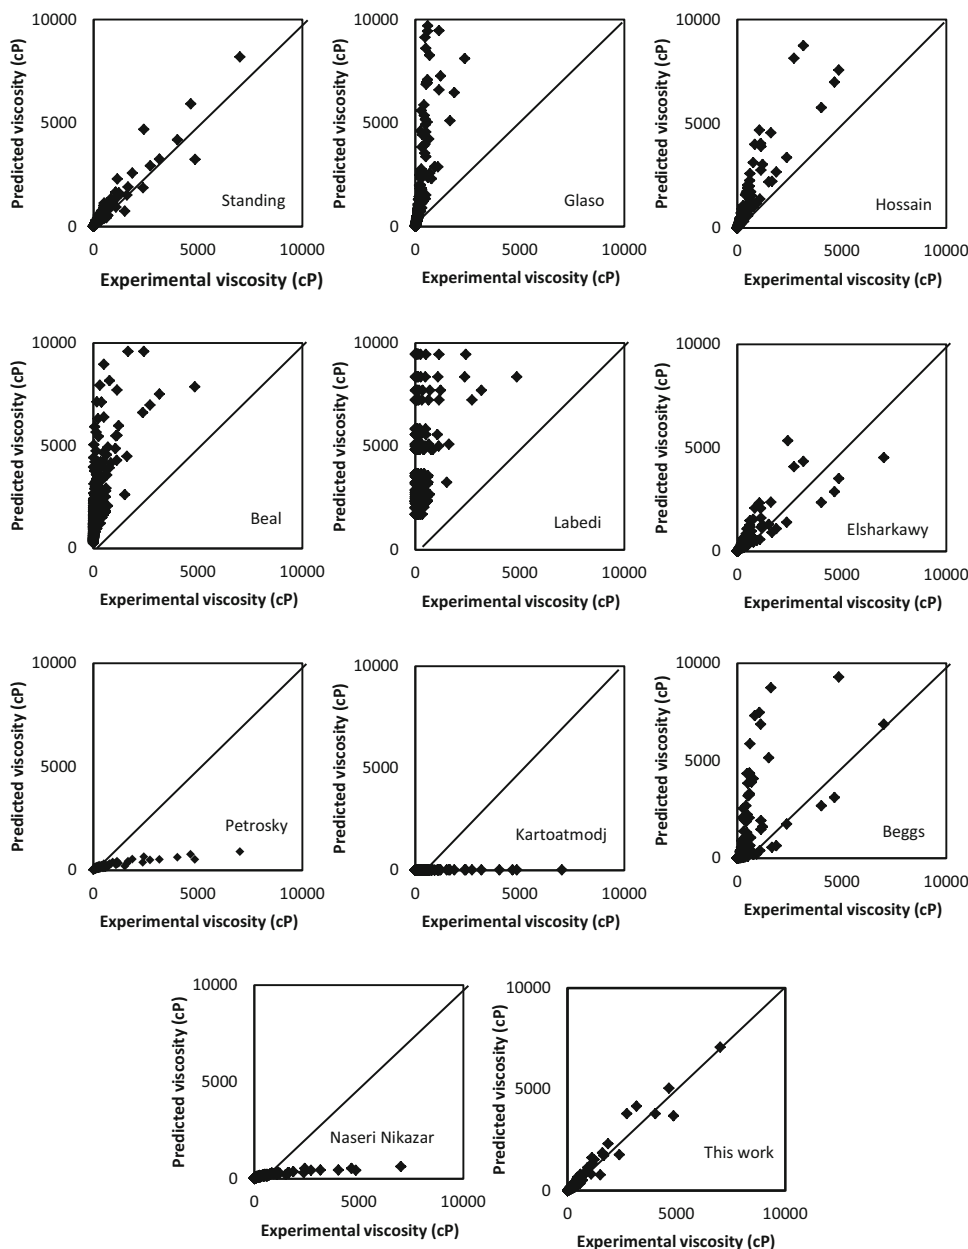 10000
5000
0
Predicted viscosity (cP)
Standing
0 5000 10000
Experimental viscosity (cP)
10000
5000
0
Predicted viscosity (cP)
Glaso
0 5000 10000
Experimental viscosity (cP)
10000
5000
0
Predicted viscosity (cP)
Hossain
0 5000 10000
Experimental viscosity (cP)
10000
5000
0
Predicted viscosity (cP)
Beal
0 5000 10000
Experimental viscosity (cP)
10000
5000
0
Predicted viscosity (cP)
Labedi
0 5000 10000
Experimental viscosity (cP)
10000
5000
0
Predicted viscosity (cP)
Elsharkawy
0 5000 10000
Experimental viscosity (cP)
10000
5000
0
Predicted viscosity (cP)
Petrosky
0 5000 10000
Experimental viscosity (cP)
10000
5000
0
Predicted viscosity (cP)
Kartoatmodj
0 5000 10000
Experimental viscosity (cP)
10000
5000
0
Predicted viscosity (cP)
Beggs
0 5000 10000
Experimental viscosity (cP)
10000
5000
0
Predicted viscosity (cP)
Naseri Nikazar
0 5000 10000
Experimental viscosity (cP)
10000
5000
0
Predicted viscosity (cP)
This work
0 5000 10000
Experimental viscosity (cP)